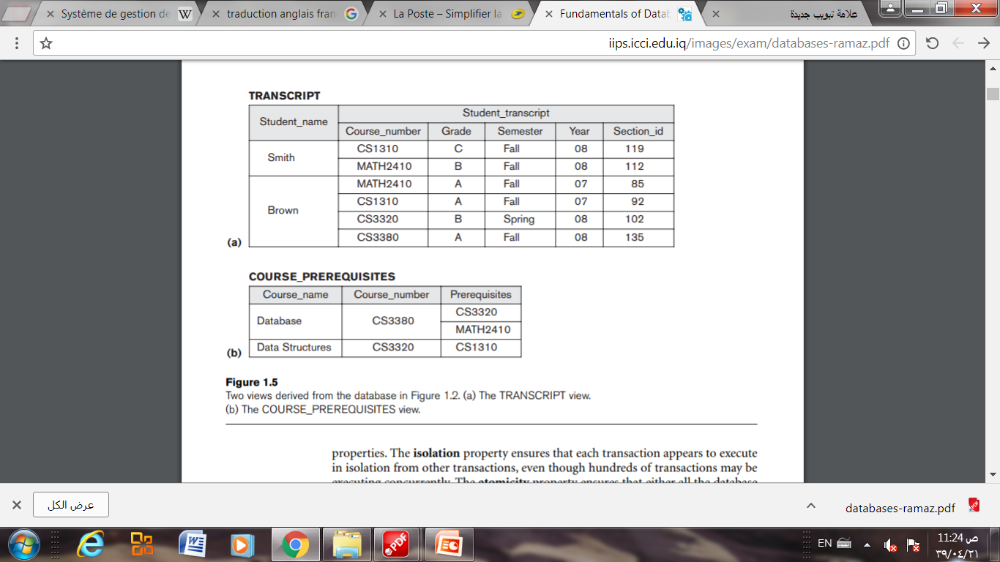 Système de gestion de
traduction anglais fran
La Poste – Simplifier la
Fundamentals of Datab
علامة تبويب جديدة
iips.icci.edu.iq/images/exam/databases-ramaz.pdf
TRANSCRIPT
Student_name Student_transcript
Course_number Grade Semester Year Section_id
Smith CS1310 C Fall 08 119
MATH2410 B Fall 08 112
Brown MATH2410 A Fall 07 85
CS1310 A Fall 07 92
CS3320 B Spring 08 102
CS3380 A Fall 08 135
(a)
COURSE_PREREQUISITES
Course_name Course_number Prerequisites
Database CS3380 CS3320
MATH2410
Data Structures CS3320 CS1310
(b)
Figure 1.5
Two views derived from the database in Figure 1.2. (a) The TRANSCRIPT view.
(b) The COURSE_PREREQUISITES view.
properties. The isolation property ensures that each transaction appears to execute
in isolation from other transactions, even though hundreds of transactions may be
executing concurrently. The atomicity property ensures that either all the database
عرض الكل
databases-ramaz.pdf
EN
11:24 ص
٣٩/٠٤/٢١